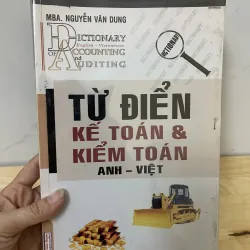 MBA. NGUYỄN VĂN DUNG
DICTIONARY
English - Vietnamese
OF ACCOUNTING
And
AUDITING
DICTIONARY
TỪ ĐIỂN
KẾ TOÁN &
KIỂM TOÁN
ANH - VIỆT